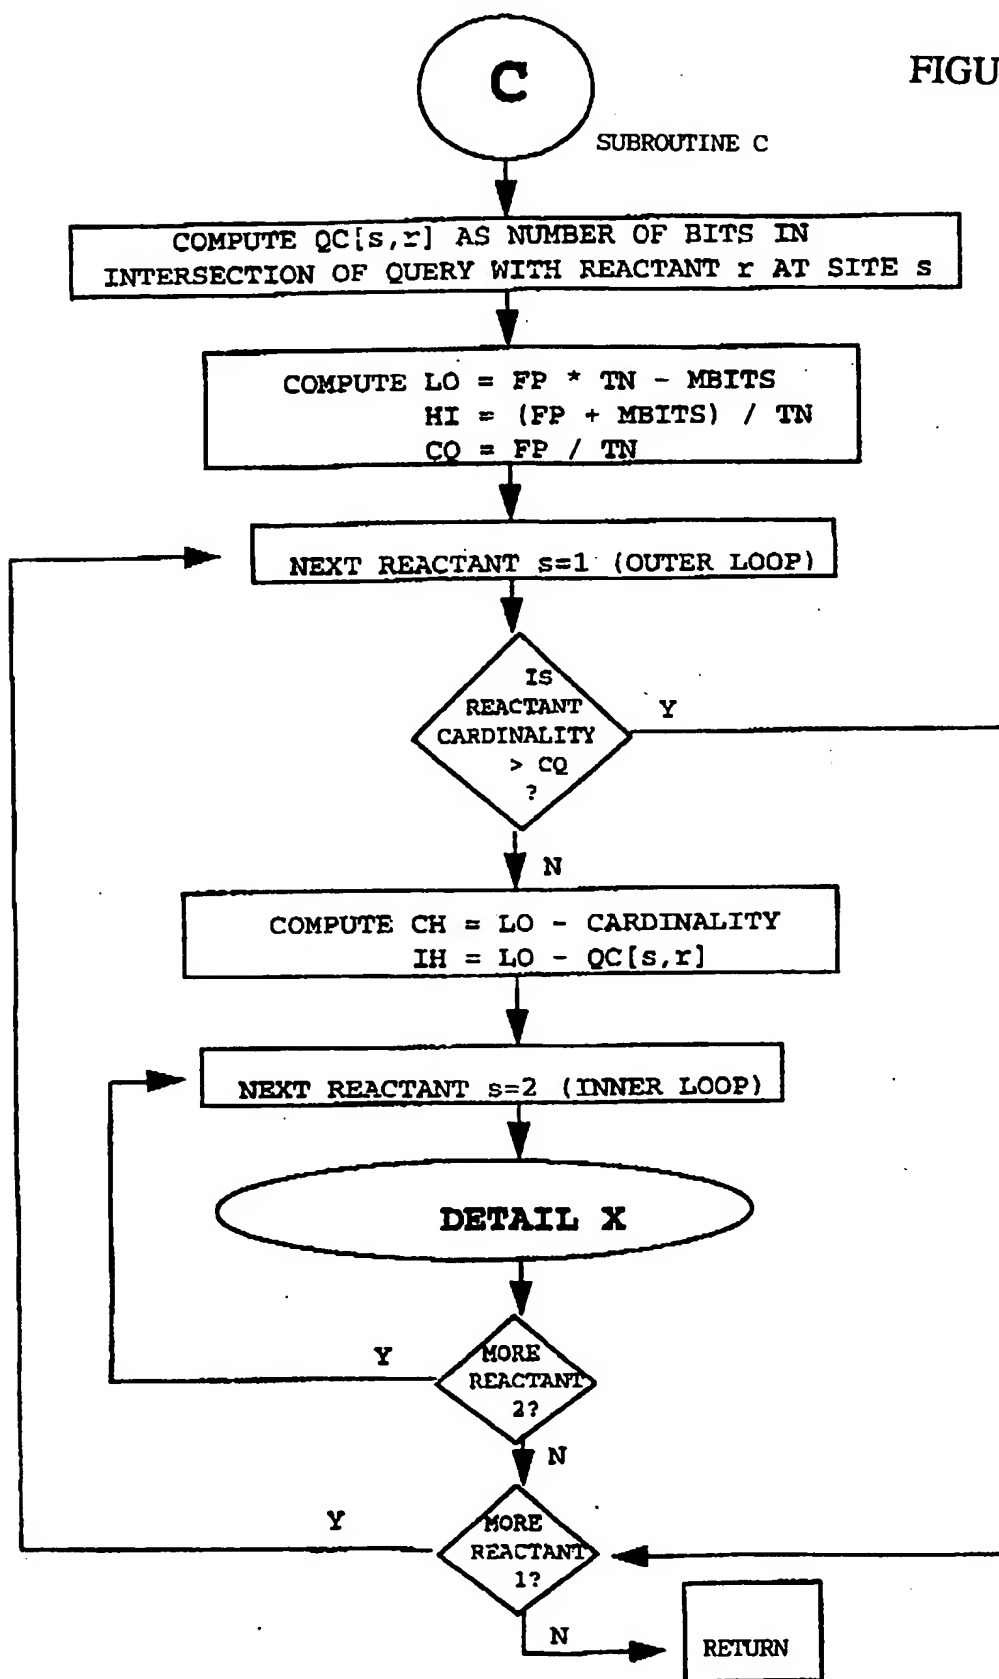 C
FIGU
SUBROUTINE C
COMPUTE QC[s,r] AS NUMBER OF BITS IN
INTERSECTION OF QUERY WITH REACTANT r AT SITE s
COMPUTE LO = FP * TN - MBITS
HI = (FP + MBITS) / TN
CQ = FP / TN
NEXT REACTANT s=1 (OUTER LOOP)
IS
REACTANT
CARDINALITY
> CQ
?
Y
N
COMPUTE CH = LO - CARDINALITY
IH = LO - QC[s,r]
NEXT REACTANT s=2 (INNER LOOP)
DETAIL X
MORE
REACTANT
2?
Y
N
MORE
REACTANT
1?
Y
N
RETURN